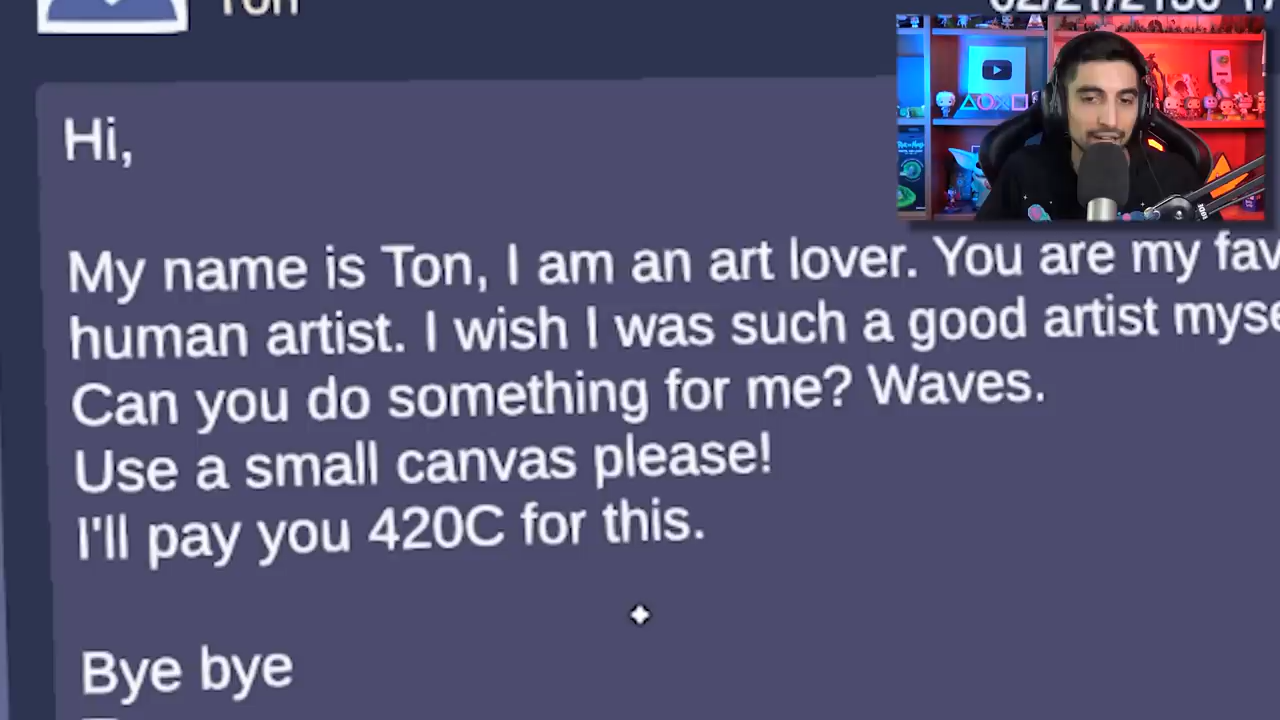 Ton
Hi,
My name is Ton, I am an art lover. You are my
human artist. I wish I was such a good artist
Can you do something for me? Waves.
Use a small canvas please!
I'll pay you 420C for this.
Bye bye